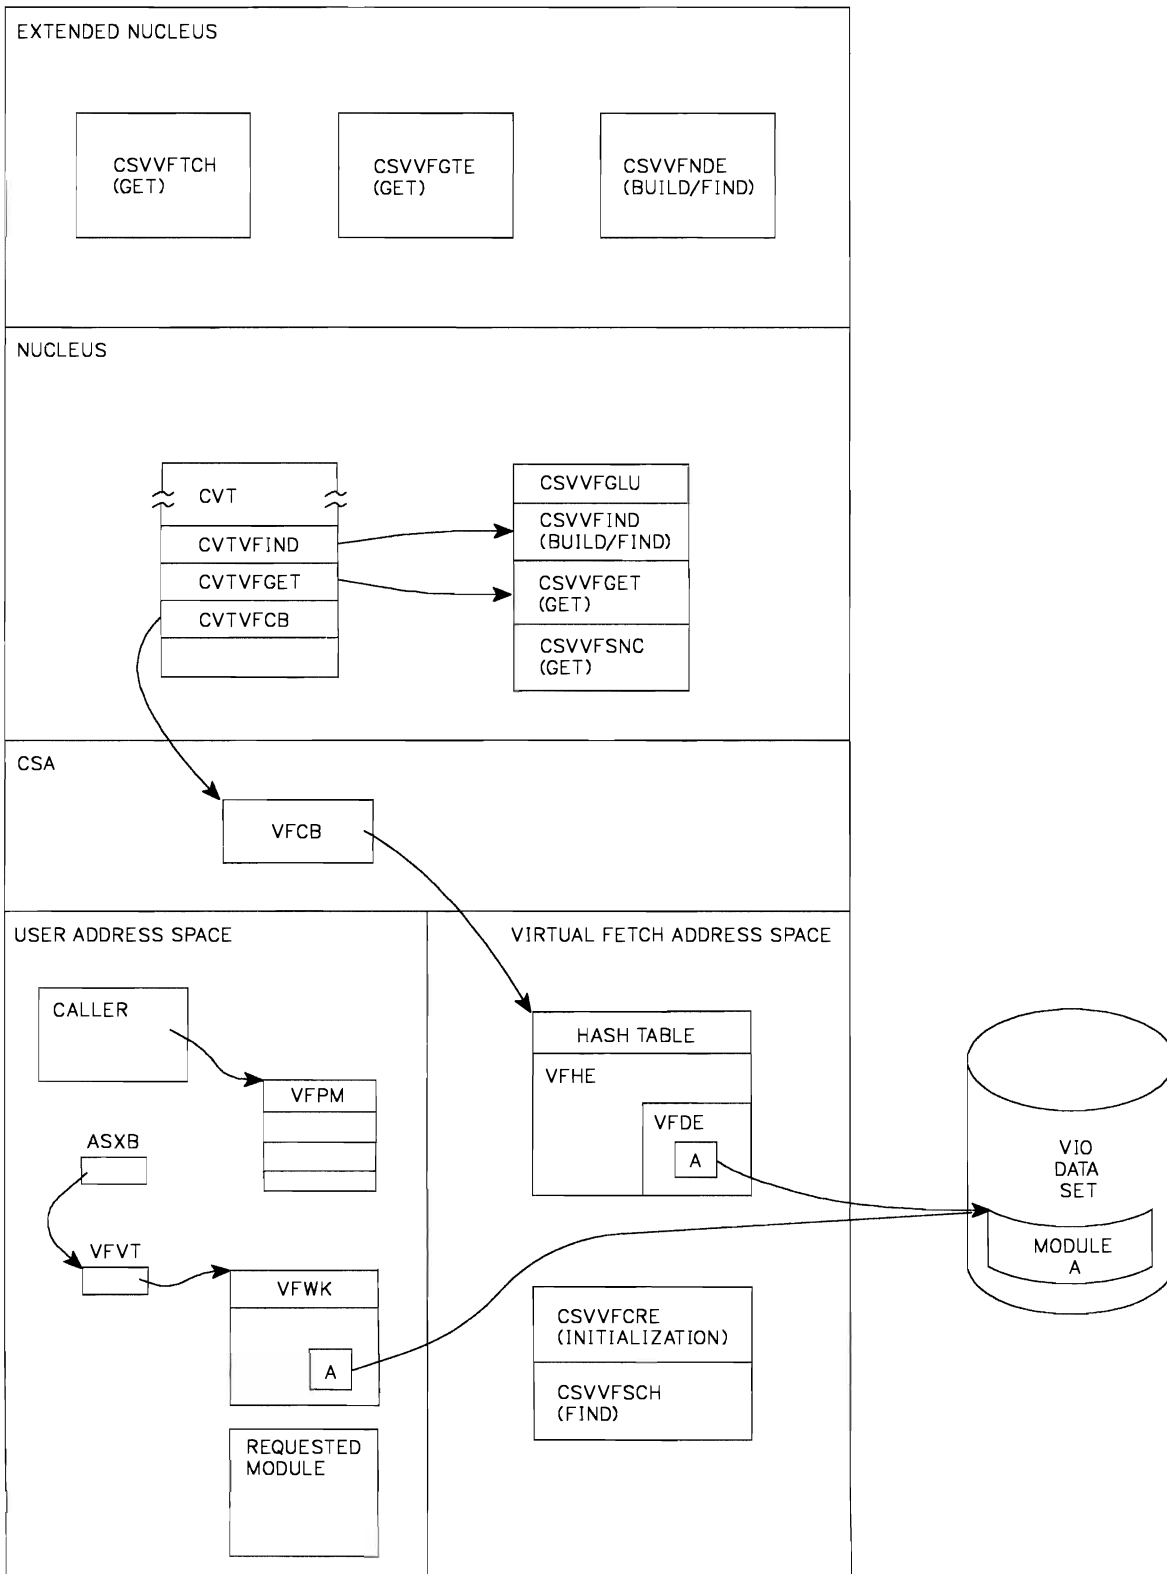 EXTENDED NUCLEUS
CSVVFTCH
(GET)
CSVVFGTE
(GET)
CSVVFNDE
(BUILD/FIND)
NUCLEUS
CVT
CVTVFIND
CVTVFGET
CVTVFCB
CSVVFGLU
CSVVFIND
(BUILD/FIND)
CSVVFGET
(GET)
CSVVFSNC
(GET)
CSA
VFCB
USER ADDRESS SPACE
CALLER
VFPM
ASXB
VFVT
VFWK
A
REQUESTED
MODULE
VIRTUAL FETCH ADDRESS SPACE
HASH TABLE
VFHE
VFDE
A
CSVVFCRE
(INITIALIZATION)
CSVVFSCH
(FIND)
VIO
DATA
SET
MODULE
A